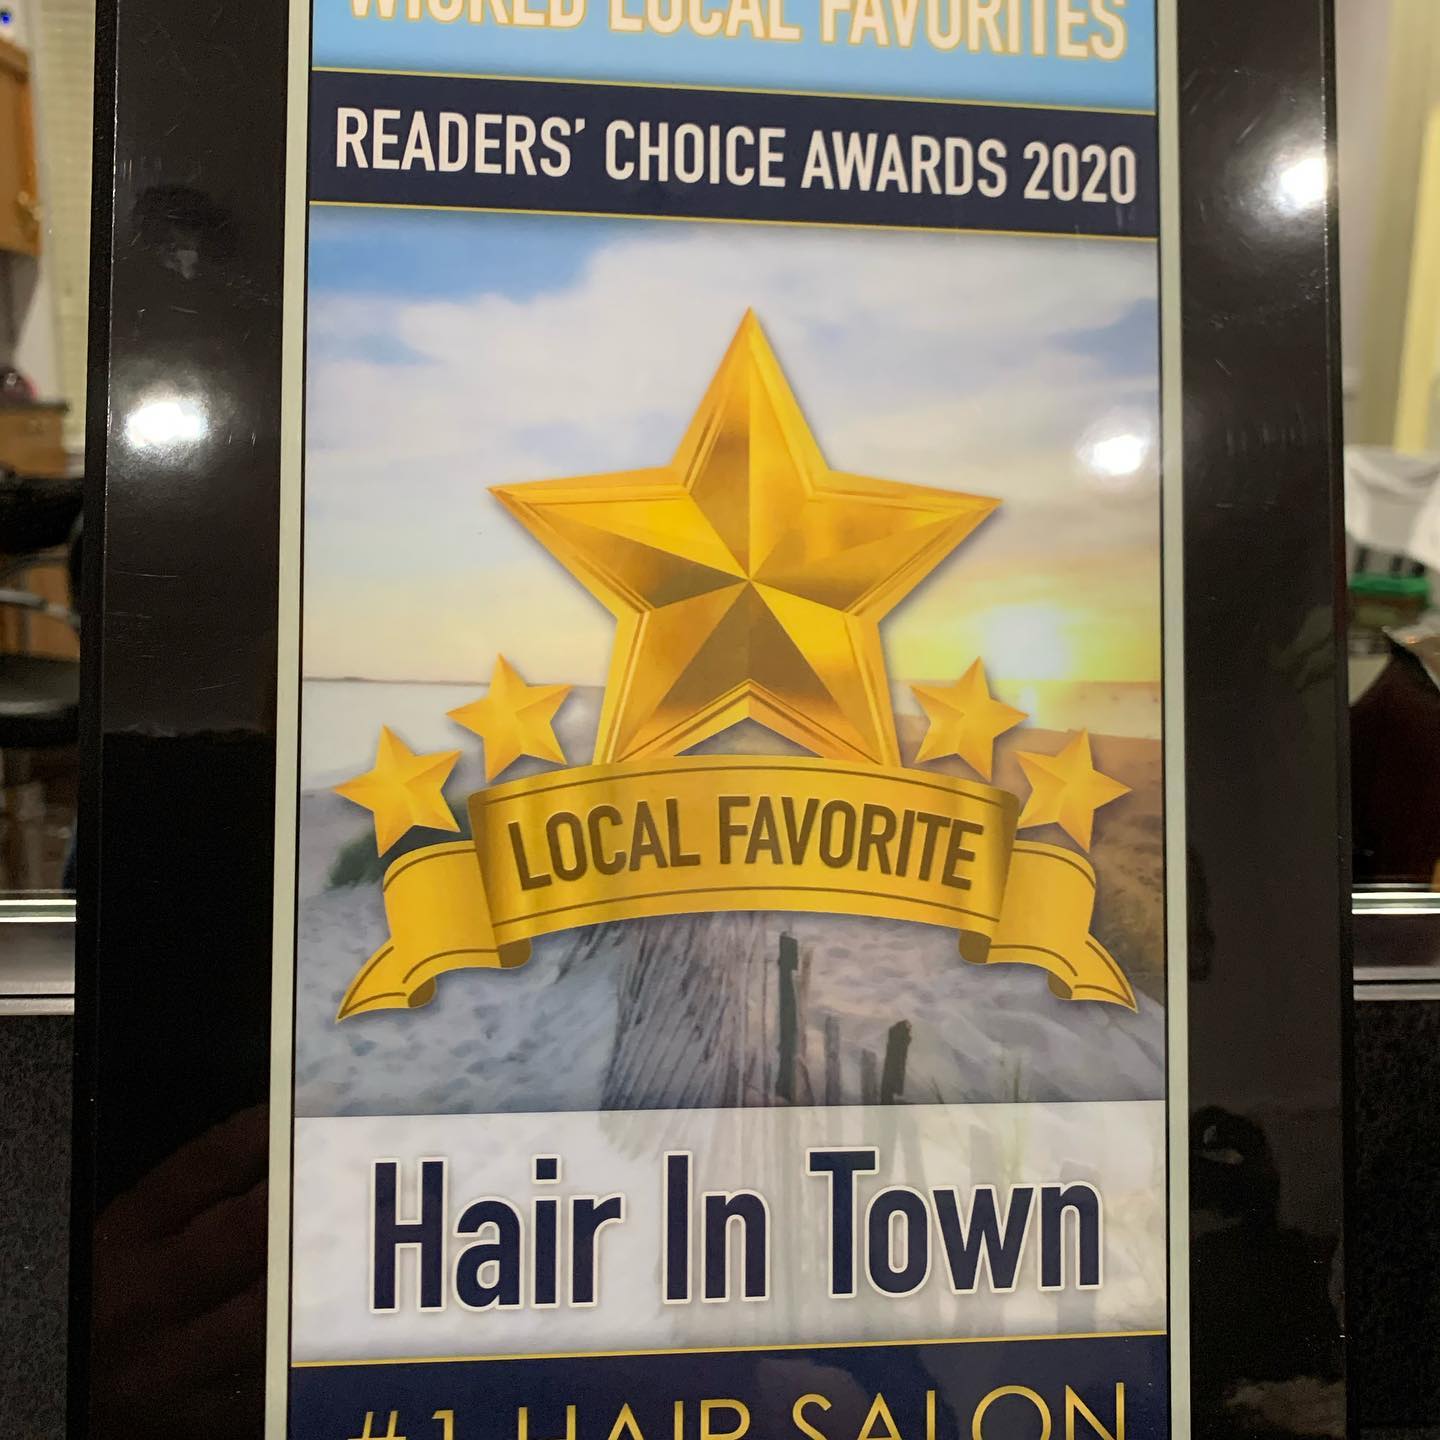 WICKED LOCAL FAVORITES
READERS' CHOICE AWARDS 2020
LOCAL FAVORITE
Hair In Town
#1 HAIR SALON